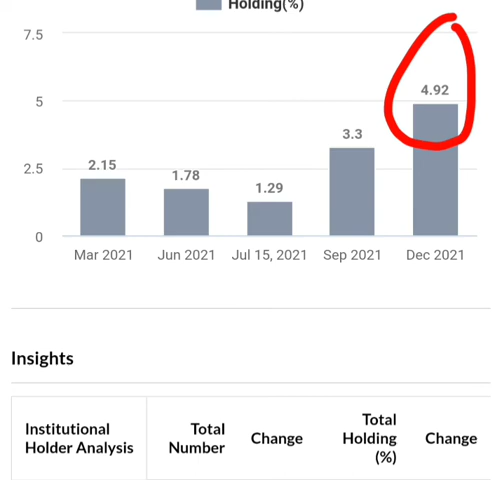 Holding(%)
7.5
5
2.5
0
2.15
1.78
1.29
3.3
4.92
Mar 2021 Jun 2021 Jul 15, 2021 Sep 2021 Dec 2021
Insights
Institutional Holder Analysis
Total Number
Change
Total Holding (%)
Change